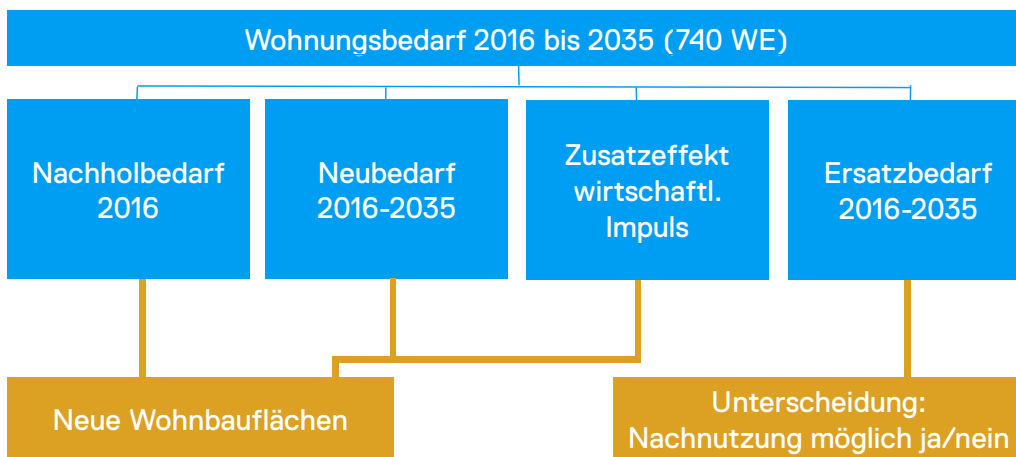 Wohnungsbedarf 2016 bis 2035 (740 WE)
Nachholbedarf
2016
Neubedarf
2016-2035
Zusatzeffekt
wirtschaftl.
Impuls
Ersatzbedarf
2016-2035
Neue Wohnbauflächen
Unterscheidung:
Nachnutzung möglich ja/nein